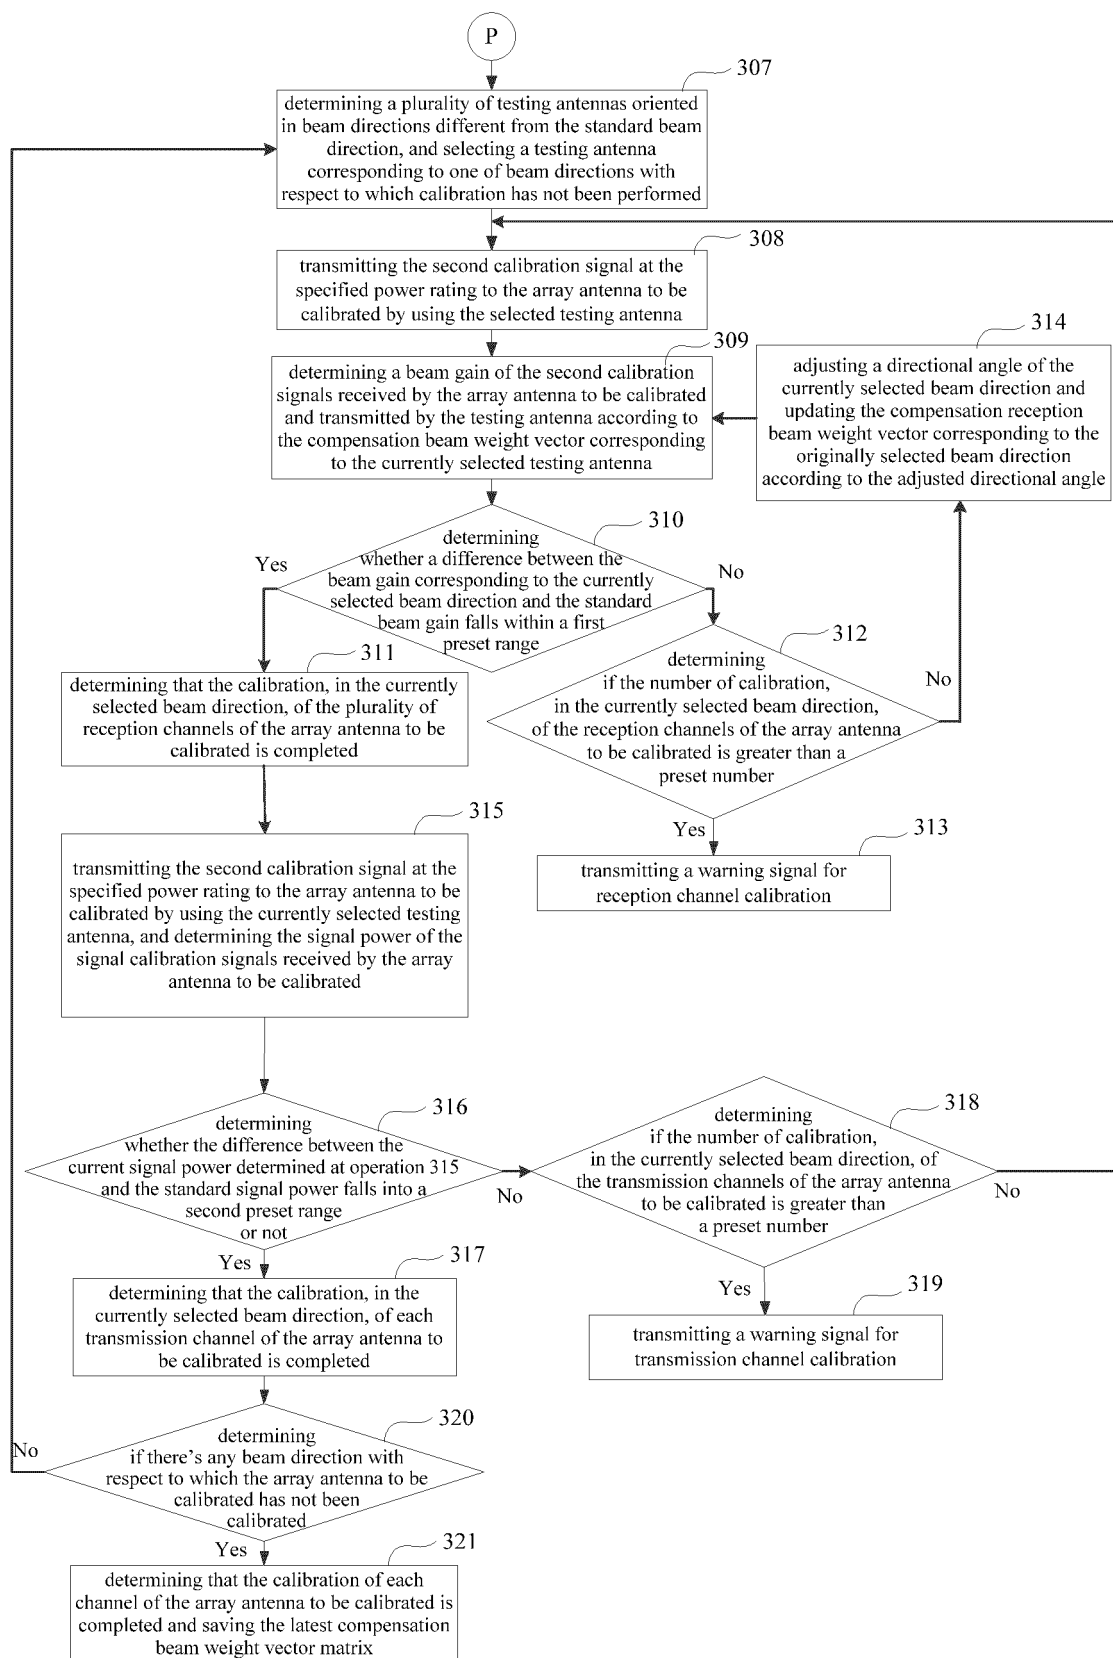 P
307
determining a plurality of testing antennas oriented
in beam directions different from the standard beam
direction, and selecting a testing antenna
corresponding to one of beam directions with
respect to which calibration has not been performed
308
transmitting the second calibration signal at the
specified power rating to the array antenna to be
calibrated by using the selected testing antenna
309
determining a beam gain of the second calibration
signals received by the array antenna to be calibrated
and transmitted by the testing antenna according to
the compensation beam weight vector corresponding
to the currently selected testing antenna
314
adjusting a directional angle of the
currently selected beam direction and
updating the compensation reception
beam weight vector corresponding to the
originally selected beam direction
according to the adjusted directional angle
310
determining
whether a difference between the
beam gain corresponding to the currently
selected beam direction and the standard
beam gain falls within a first
preset range
Yes
No
311
determining that the calibration, in the currently
selected beam direction, of the plurality of
reception channels of the array antenna to be
calibrated is completed
312
determining
if the number of calibration,
in the currently selected beam direction,
of the reception channels of the array antenna
to be calibrated is greater than a
preset number
No
Yes
313
transmitting a warning signal for
reception channel calibration
315
transmitting the second calibration signal at the
specified power rating to the array antenna to be
calibrated by using the currently selected testing
antenna, and determining the signal power of the
signal calibration signals received by the array
antenna to be calibrated
316
determining
whether the difference between the
current signal power determined at operation 315
and the standard signal power falls into a
second preset range
or not
No
Yes
318
determining
if the number of calibration,
in the currently selected beam direction, of
the transmission channels of the array antenna
to be calibrated is greater than
a preset number
No
Yes
317
determining that the calibration, in the
currently selected beam direction, of each
transmission channel of the array antenna to
be calibrated is completed
319
transmitting a warning signal for
transmission channel calibration
320
determining
if there's any beam direction with
respect to which the array antenna to be
calibrated has not been
calibrated
No
Yes
321
determining that the calibration of each
channel of the array antenna to be calibrated is
completed and saving the latest compensation
beam weight vector matrix